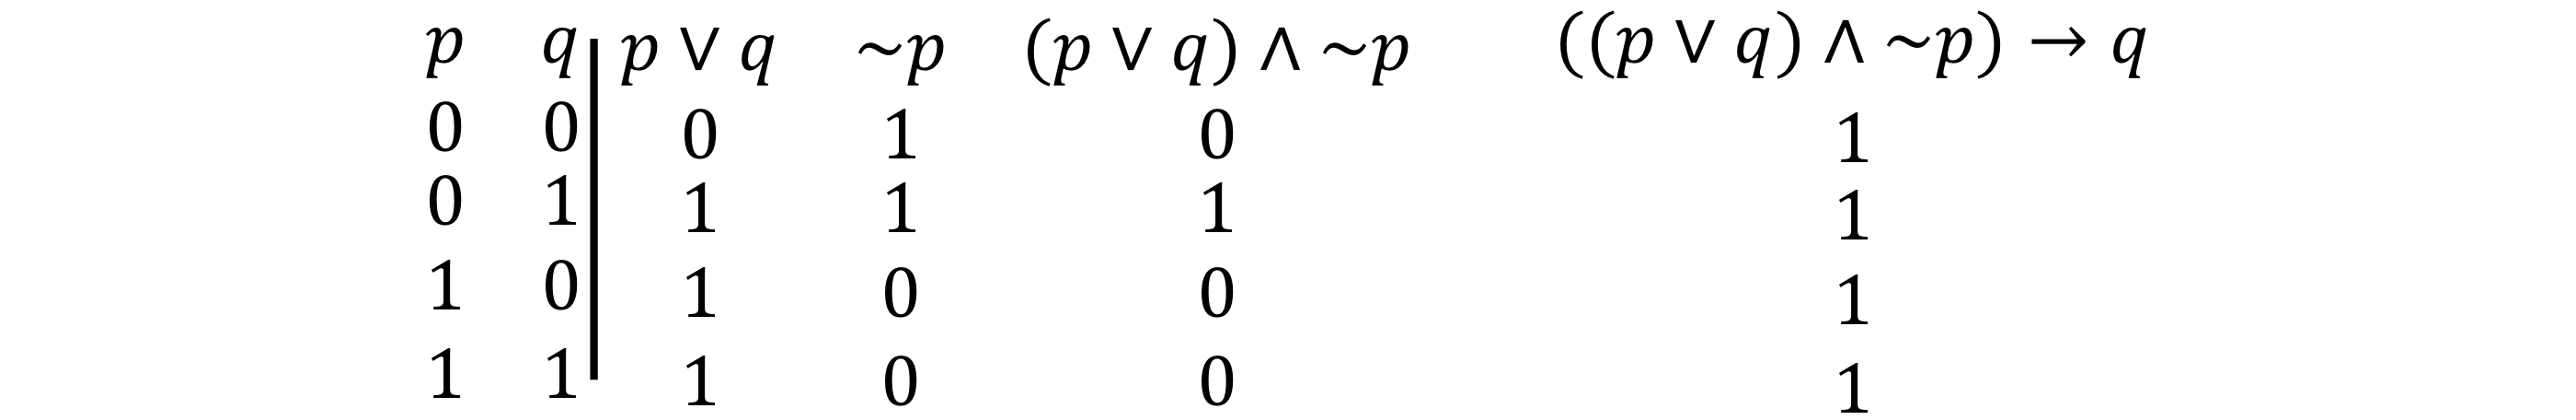 p q p ∨ q ~p (p ∨ q) ∧ ~p ((p ∨ q) ∧ ~p) → q
0 0 0 1 0 1
0 1 1 1 1 1
1 0 1 0 0 1
1 1 1 0 0 1